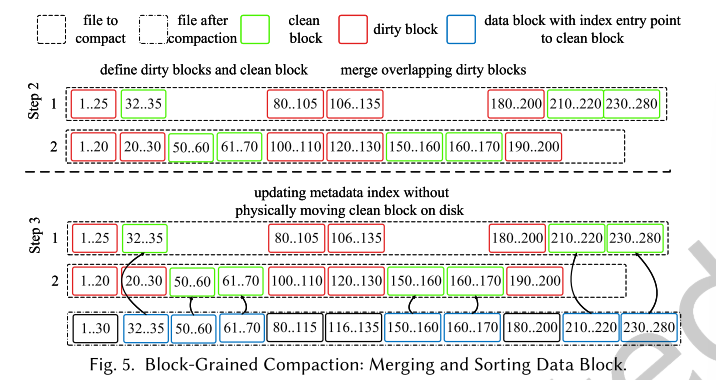 file to compact
file after compaction
clean block
dirty block
data block with index entry point to clean block
define dirty blocks and clean block
merge overlapping dirty blocks
Step 2
1 1..25 32..35 80..105 106..135 180..200 210..220 230..280
2 1..20 20..30 50..60 61..70 100..110 120..130 150..160 160..170 190..200
updating metadata index without
physically moving clean block on disk
Step 3
1 1..25 32..35 80..105 106..135 180..200 210..220 230..280
2 1..20 20..30 50..60 61..70 100..110 120..130 150..160 160..170 190..200
1..30 32..35 50..60 61..70 80..115 116..135 150..160 160..170 180..200 210..220 230..280
Fig. 5. Block-Grained Compaction: Merging and Sorting Data Block.